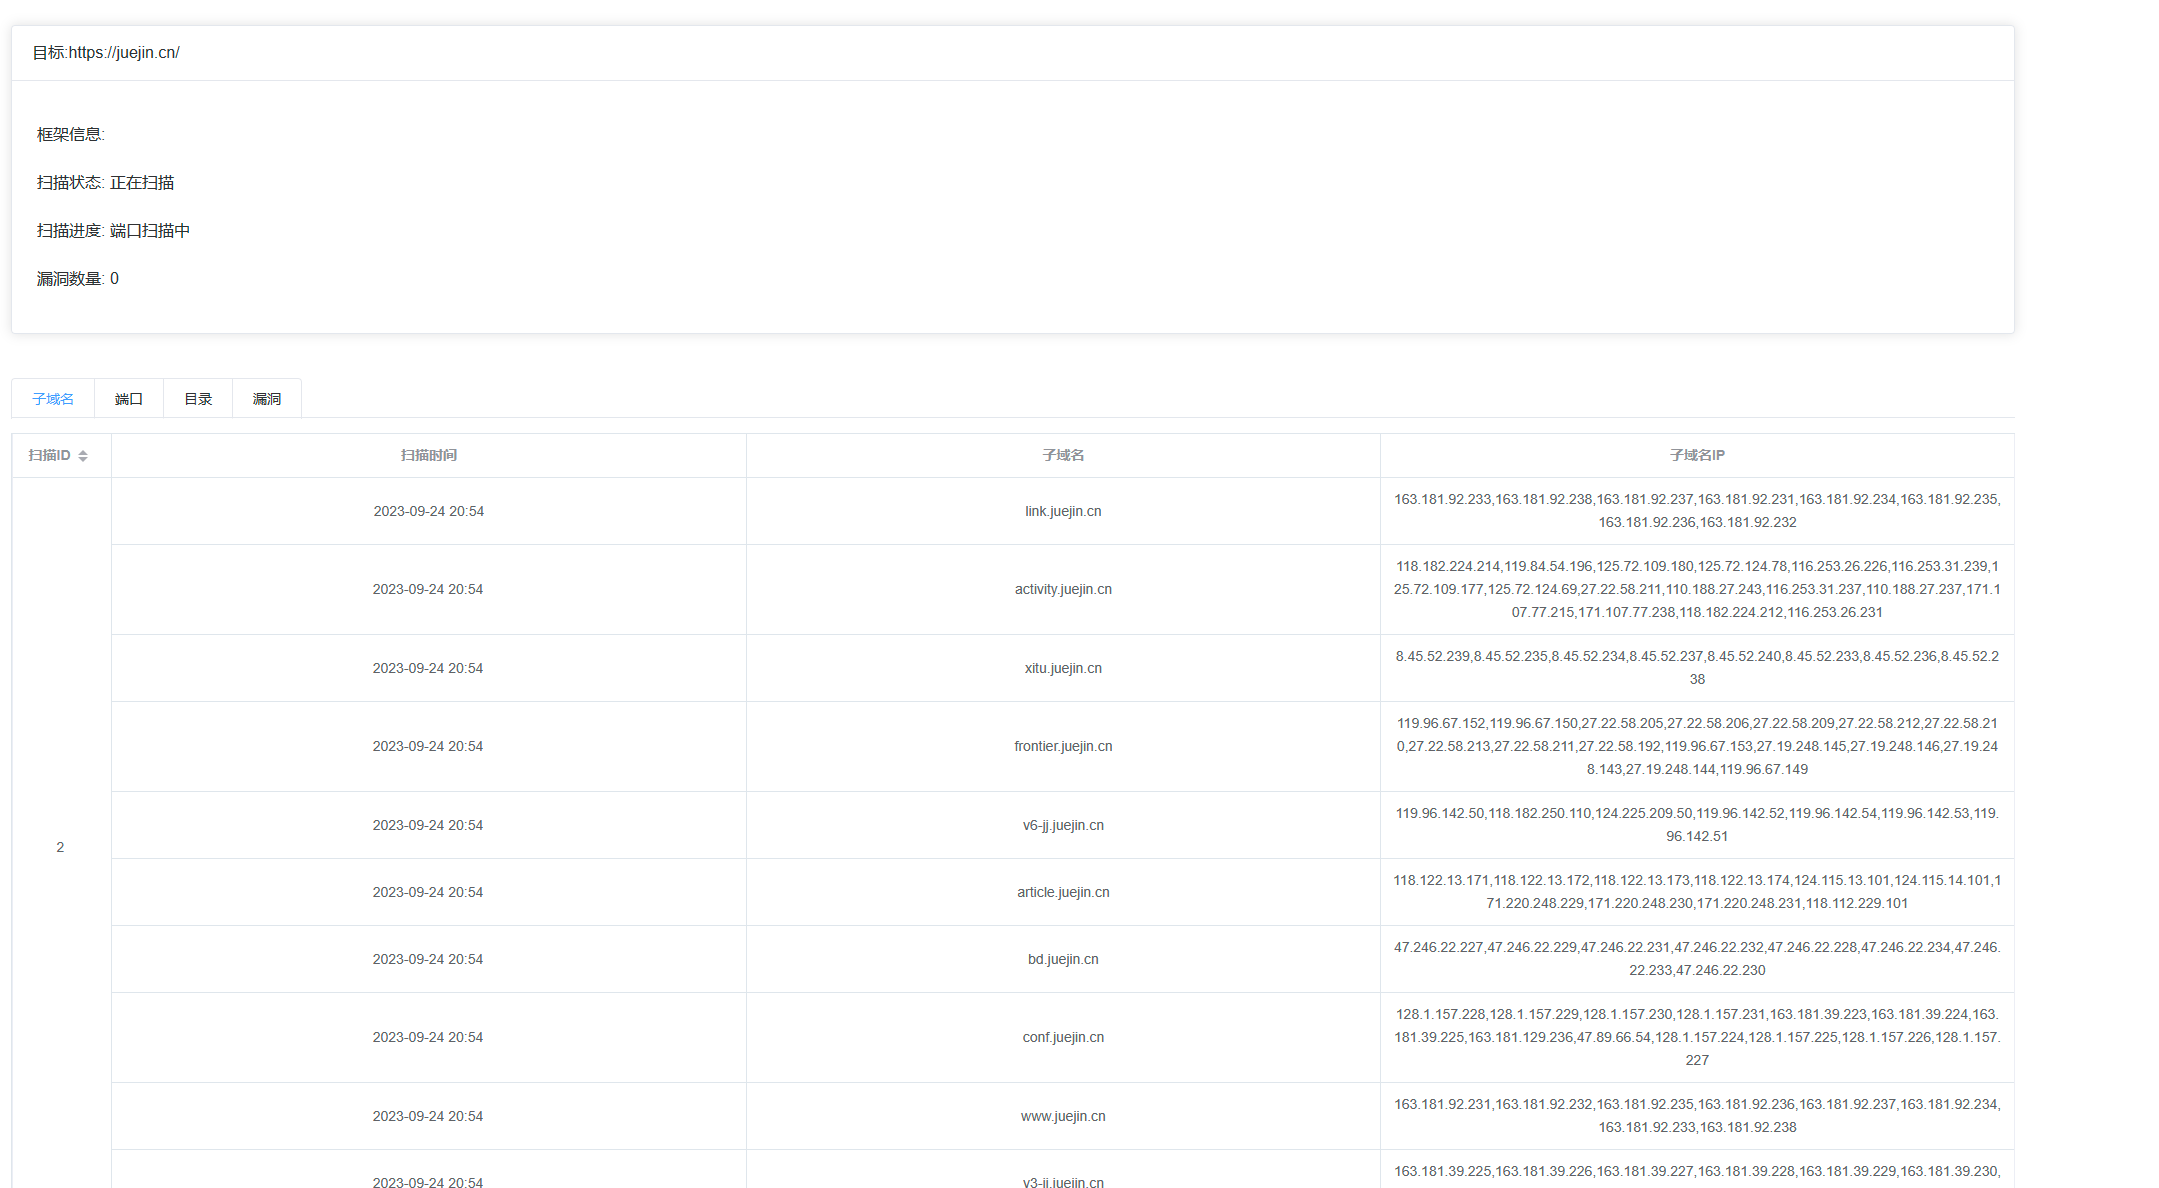 目标:https://juejin.cn/
框架信息:
扫描状态: 正在扫描
扫描进度: 端口扫描中
漏洞数量: 0
子域名 端口 目录 漏洞
扫描ID 扫描时间 子域名 子域名IP
2
2023-09-24 20:54 link.juejin.cn 163.181.92.233,163.181.92.238,163.181.92.237,163.181.92.231,163.181.92.234,163.181.92.235,
163.181.92.236,163.181.92.232
2023-09-24 20:54 activity.juejin.cn 118.182.224.214,119.84.54.196,125.72.109.180,125.72.124.78,116.253.26.226,116.253.31.239,1
25.72.109.177,125.72.124.69,27.22.58.211,110.188.27.243,116.253.31.237,110.188.27.237,171.1
07.77.215,171.107.77.238,118.182.224.212,116.253.26.231
2023-09-24 20:54 xitu.juejin.cn 8.45.52.239,8.45.52.235,8.45.52.234,8.45.52.237,8.45.52.240,8.45.52.233,8.45.52.236,8.45.52.2
38
2023-09-24 20:54 frontier.juejin.cn 119.96.67.152,119.96.67.150,27.22.58.205,27.22.58.206,27.22.58.209,27.22.58.212,27.22.58.21
0,27.22.58.213,27.22.58.211,27.22.58.192,119.96.67.153,27.19.248.145,27.19.248.146,27.19.24
8.143,27.19.248.144,119.96.67.149
2023-09-24 20:54 v6-jj.juejin.cn 119.96.142.50,118.182.250.110,124.225.209.50,119.96.142.52,119.96.142.54,119.96.142.53,119.
96.142.51
2023-09-24 20:54 article.juejin.cn 118.122.13.171,118.122.13.172,118.122.13.173,118.122.13.174,124.115.13.101,124.115.14.101,1
71.220.248.229,171.220.248.230,171.220.248.231,118.112.229.101
2023-09-24 20:54 bd.juejin.cn 47.246.22.227,47.246.22.229,47.246.22.231,47.246.22.232,47.246.22.228,47.246.22.234,47.246.
22.233,47.246.22.230
2023-09-24 20:54 conf.juejin.cn 128.1.157.228,128.1.157.229,128.1.157.230,128.1.157.231,163.181.39.223,163.181.39.224,163.
181.39.225,163.181.129.236,47.89.66.54,128.1.157.224,128.1.157.225,128.1.157.226,128.1.157.
227
2023-09-24 20:54 www.juejin.cn 163.181.92.231,163.181.92.232,163.181.92.235,163.181.92.236,163.181.92.237,163.181.92.234,
163.181.92.233,163.181.92.238
2023-09-24 20:54 v3-jj.juejin.cn 163.181.39.225,163.181.39.226,163.181.39.227,163.181.39.228,163.181.39.229,163.181.39.230,